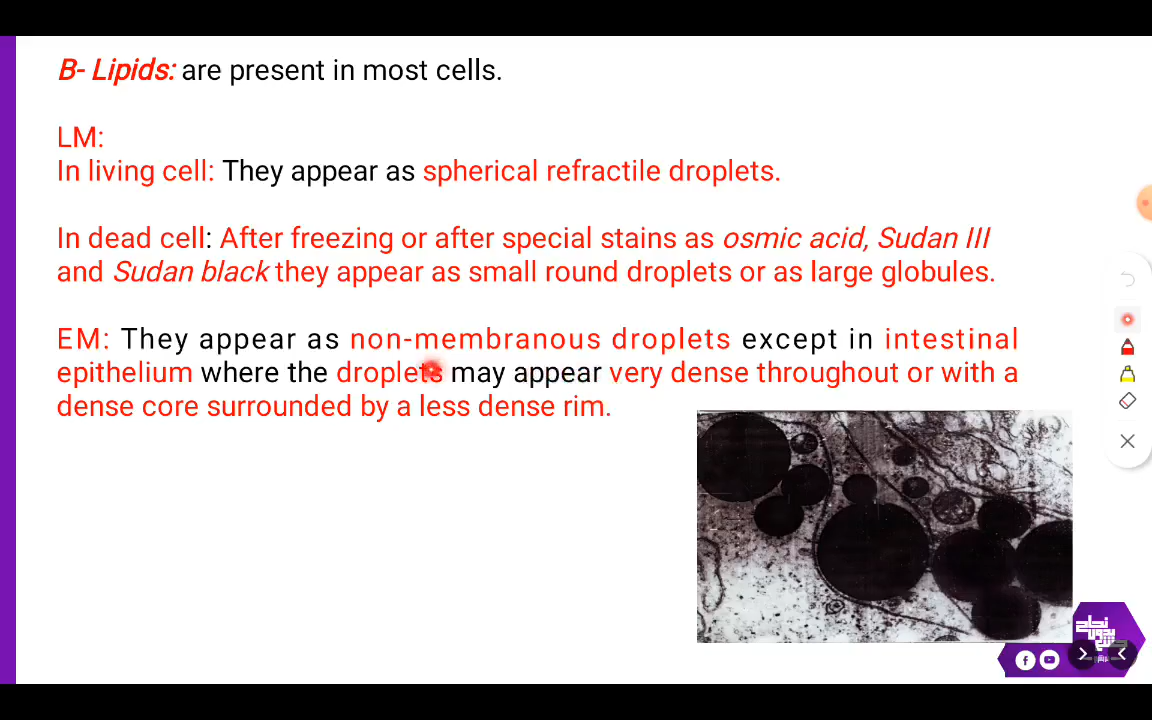 B- Lipids: are present in most cells.
LM:
In living cell: They appear as spherical refractile droplets.
In dead cell: After freezing or after special stains as osmic acid, Sudan III
and Sudan black they appear as small round droplets or as large globules.
EM: They appear as non-membranous droplets except in intestinal
epithelium where the droplets may appear very dense throughout or with a
dense core surrounded by a less dense rim.